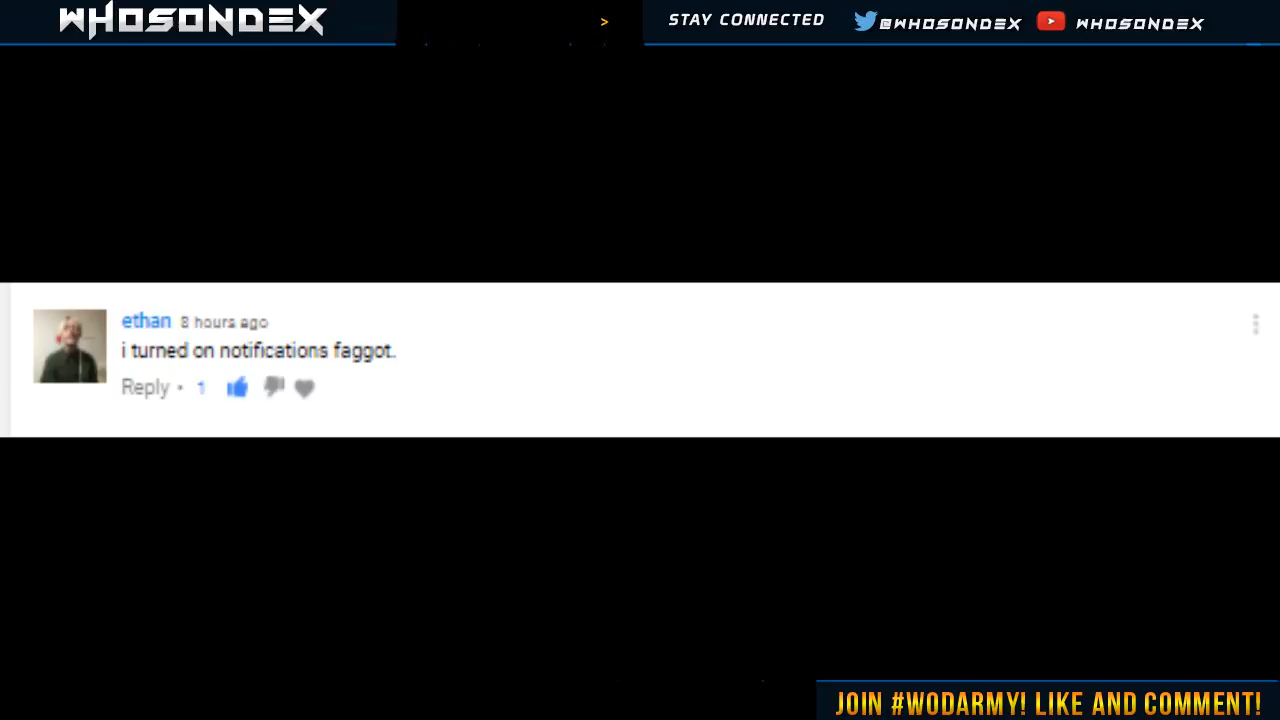 WHOSONDEX
>
STAY CONNECTED
@WHOSONDEX
WHOSONDEX
ethan 8 hours ago
i turned on notifications faggot.
Reply • 1
JOIN #WODARMY! LIKE AND COMMENT!